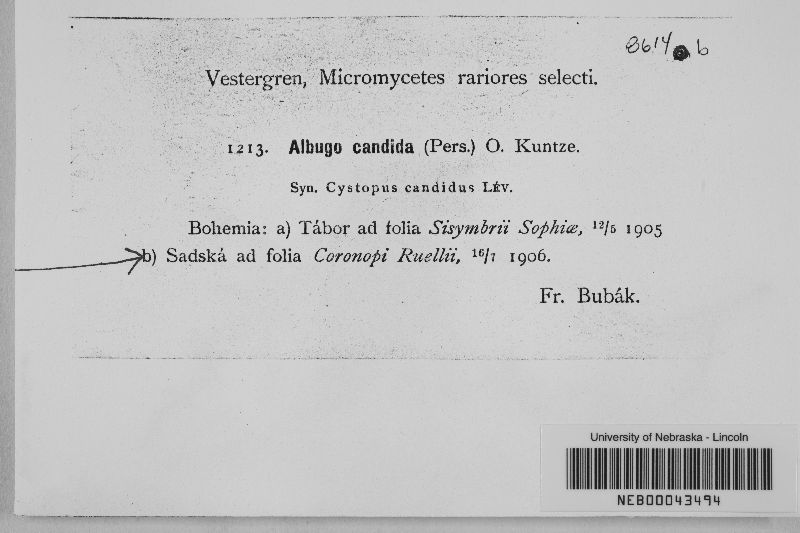 8614 b
Vestergren, Micromycetes rariores selecti.
1213. Albugo candida (Pers.) O. Kuntze.
Syn. Cystopus candidus LÉV.
Bohemia: a) Tábor ad folia Sisymbrii Sophiæ, 12/5 1905
b) Sadská ad folia Coronopi Ruellii, 16/7 1906.
Fr. Bubák.
University of Nebraska - Lincoln
NEB00043494